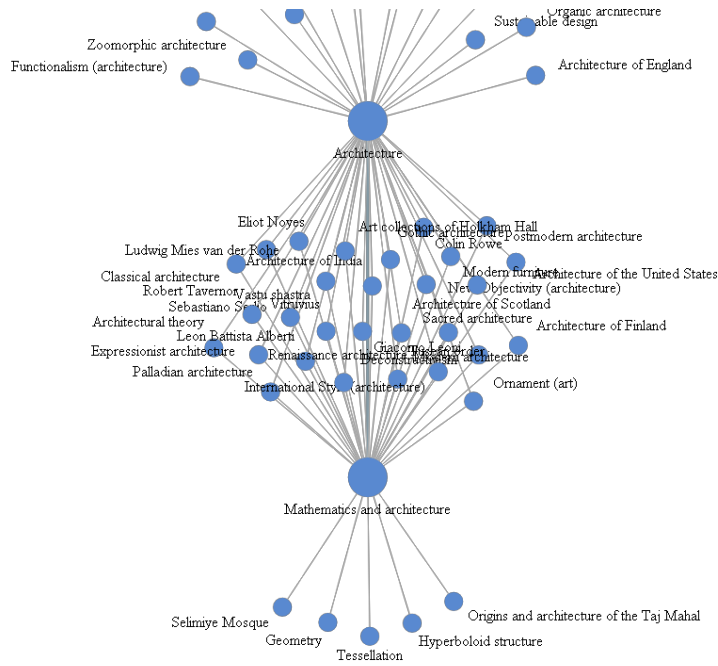 Organic architecture
Sustainable design
Zoomorphic architecture
Functionalism (architecture)
Architecture of England
Architecture
Eliot Noyes
Art collections of Holkham Hall
Gothic architecture
Postmodern architecture
Colin Rowe
Ludwig Mies van der Rohe
Architecture of India
Classical architecture
Modern furniture
Architecture of the United States
Robert Tavernor
Vastu shastra
New Objectivity (architecture)
Sebastiano Serlio
Vitruvius
Architecture of Scotland
Architectural theory
Sacred architecture
Architecture of Finland
Leon Battista Alberti
Expressionist architecture
Renaissance architecture
Giacomo Leoni
Deconstructivism
architecture
Palladian architecture
International Style (architecture)
Ornament (art)
Mathematics and architecture
Selimiye Mosque
Geometry
Tessellation
Hyperboloid structure
Origins and architecture of the Taj Mahal